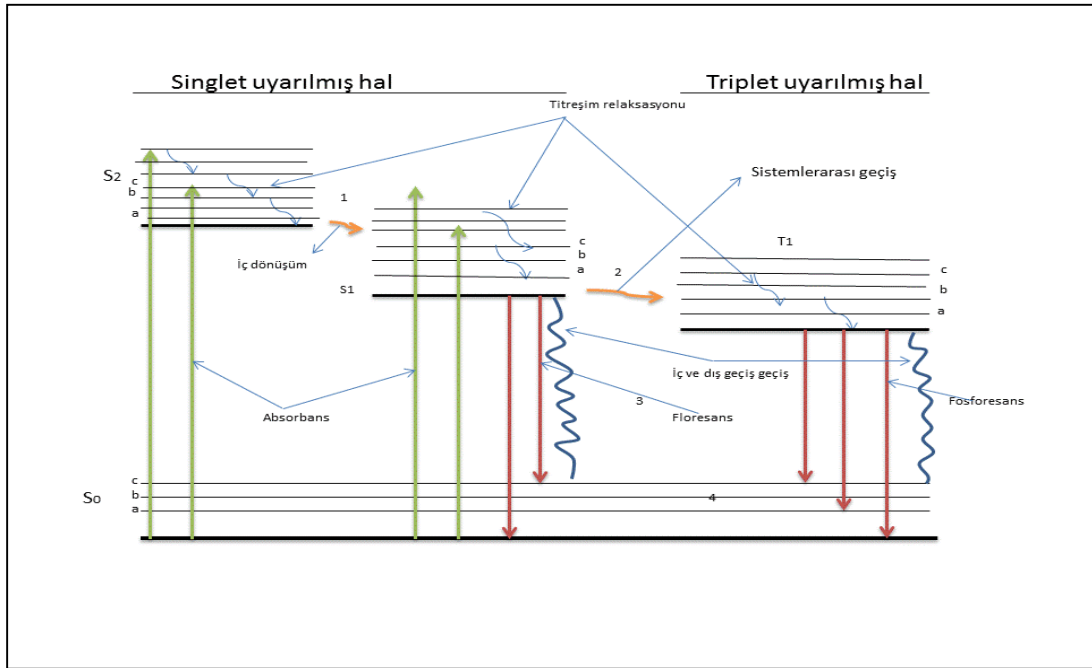 Singlet uyarılmış hal
Triplet uyarılmış hal
Titreşim relaksasyonu
S2
c
b
a
1
Sistemlerarası geçiş
İç dönüşüm
c
b
a
S1
2
T1
c
b
a
İç ve dış geçiş geçiş
Absorbans
3
Floresans
Fosforesans
S0
c
b
a
4